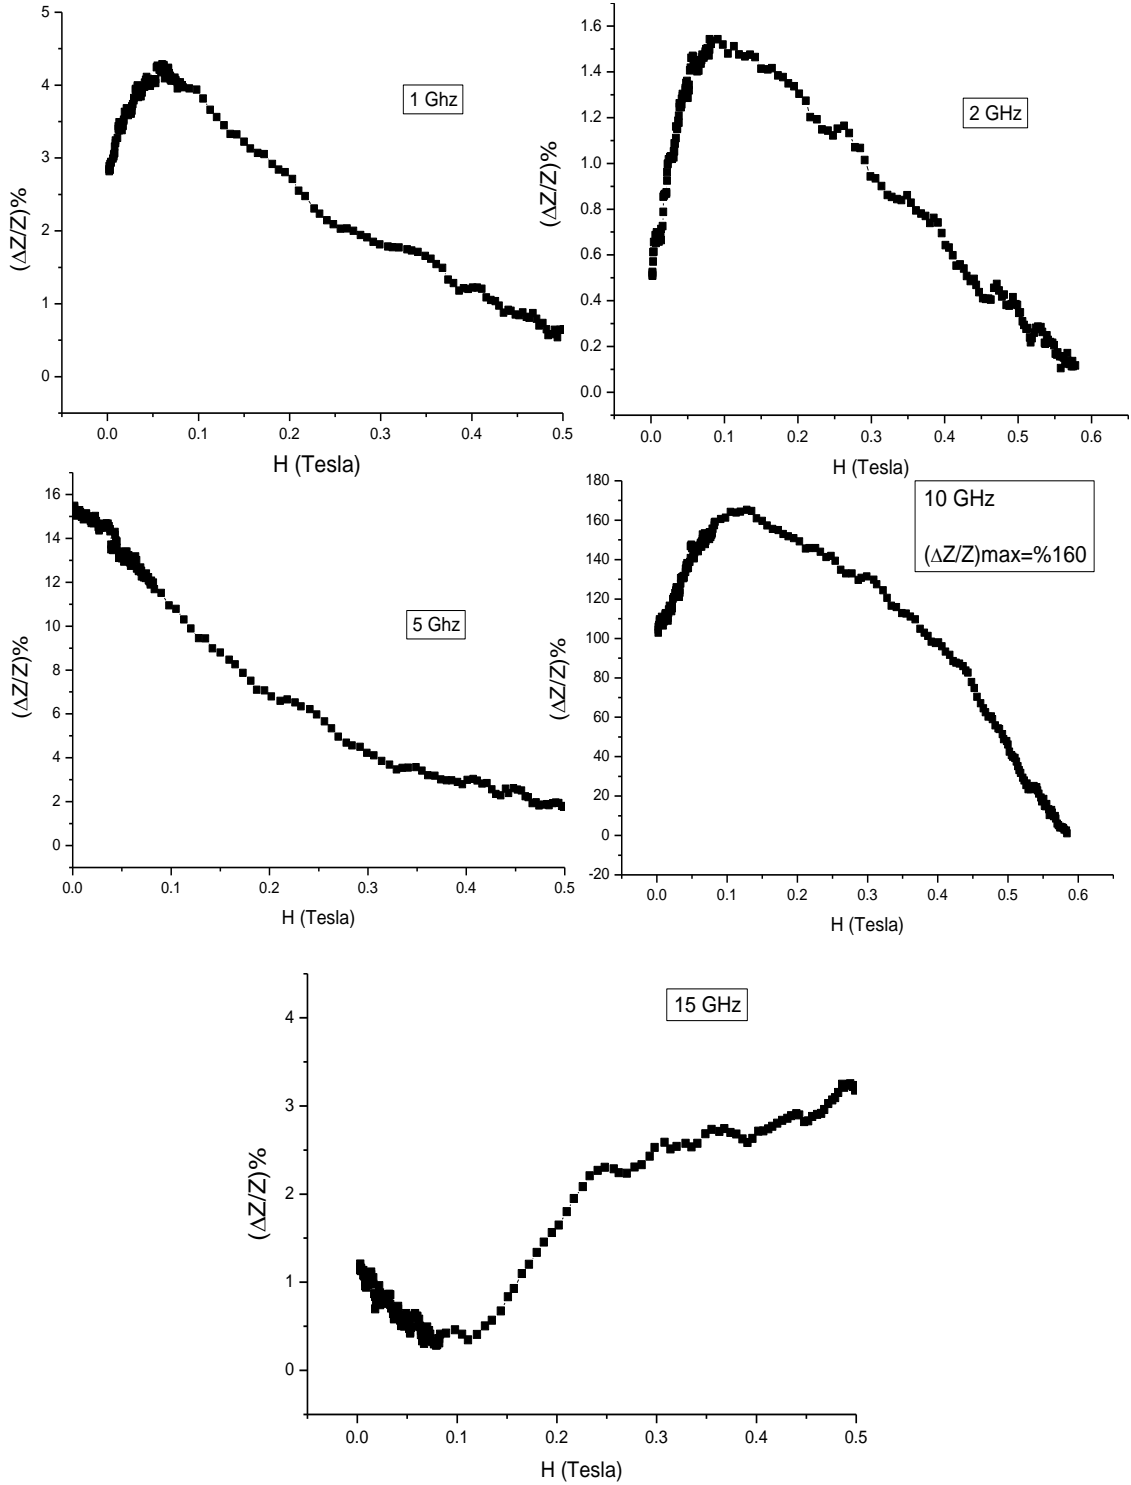 5
4
3
2
1
0
(ΔZ/Z)%
1 Ghz
0.0 0.1 0.2 0.3 0.4 0.5
H (Tesla)
1.6
1.4
1.2
1.0
0.8
0.6
0.4
0.2
0.0
(ΔZ/Z)%
2 GHz
0.0 0.1 0.2 0.3 0.4 0.5 0.6
H (Tesla)
16
14
12
10
8
6
4
2
0
(ΔZ/Z)%
5 Ghz
0.0 0.1 0.2 0.3 0.4 0.5
H (Tesla)
180
160
140
120
100
80
60
40
20
0
-20
(ΔZ/Z)%
10 GHz
(ΔZ/Z)max=%160
0.0 0.1 0.2 0.3 0.4 0.5 0.6
H (Tesla)
4
3
2
1
0
(ΔZ/Z)%
15 GHz
0.0 0.1 0.2 0.3 0.4 0.5
H (Tesla)